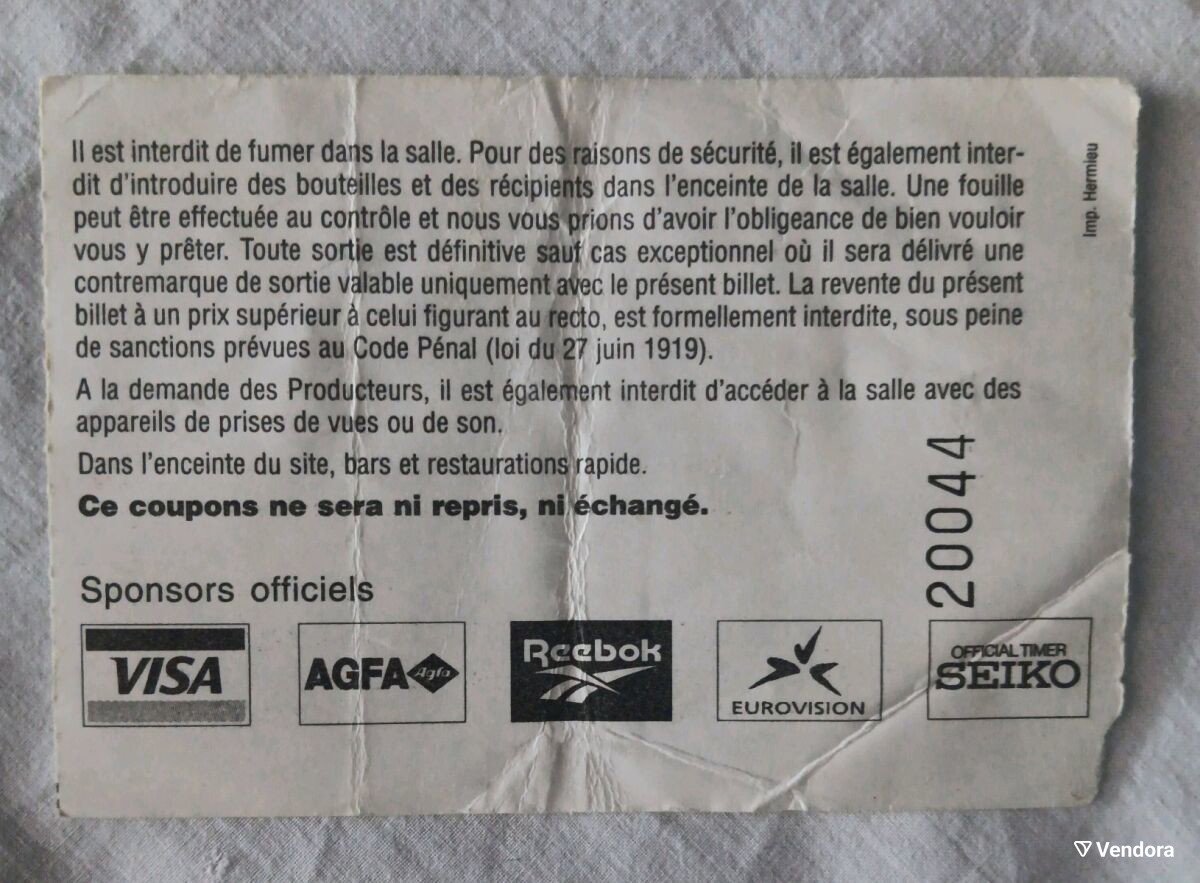 Il est interdit de fumer dans la salle. Pour des raisons de sécurité, il est également inter-
dit d'introduire des bouteilles et des récipients dans l'enceinte de la salle. Une fouille
peut être effectuée au contrôle et nous vous prions d'avoir l'obligeance de bien vouloir
vous y prêter. Toute sortie est définitive sauf cas exceptionnel où il sera délivré une
contremarque de sortie valable uniquement avec le présent billet. La revente du présent
billet à un prix supérieur à celui figurant au recto, est formellement interdite, sous peine
de sanctions prévues au Code Pénal (loi du 27 juin 1919).
A la demande des Producteurs, il est également interdit d'accéder à la salle avec des
appareils de prises de vues ou de son.
Dans l'enceinte du site, bars et restaurations rapide.
Ce coupons ne sera ni repris, ni échangé.
Imp. Hermieu
20044
Sponsors officiels
VISA
AGFA Agfa
Reebok
EUROVISION
OFFICIAL TIMER
SEIKO
Vendora